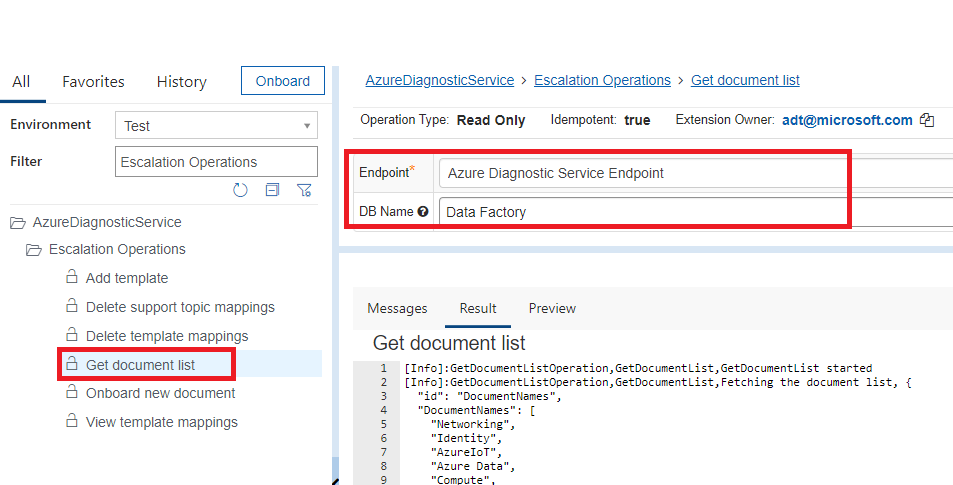 All Favorites History Onboard
Environment Test
Filter Escalation Operations
AzureDiagnosticService
Escalation Operations
Add template
Delete support topic mappings
Delete template mappings
Get document list
Onboard new document
View template mappings
AzureDiagnosticService > Escalation Operations > Get document list
Operation Type: Read Only Idempotent: true Extension Owner: adt@microsoft.com
Endpoint* Azure Diagnostic Service Endpoint
DB Name ? Data Factory
Messages Result Preview
Get document list
1 [Info]:GetDocumentListOperation,GetDocumentList,GetDocumentList started
2 [Info]:GetDocumentListOperation,GetDocumentList,Fetching the document list, {
3 "id": "DocumentNames",
4 "DocumentNames": [
5 "Networking",
6 "Identity",
7 "AzureIoT",
8 "Azure Data",
9 "Compute",